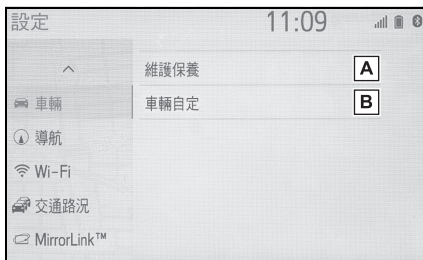 設定 11:09
維護保養 A
車輛 車輛自定 B
導航
Wi-Fi
交通路況
MirrorLink™